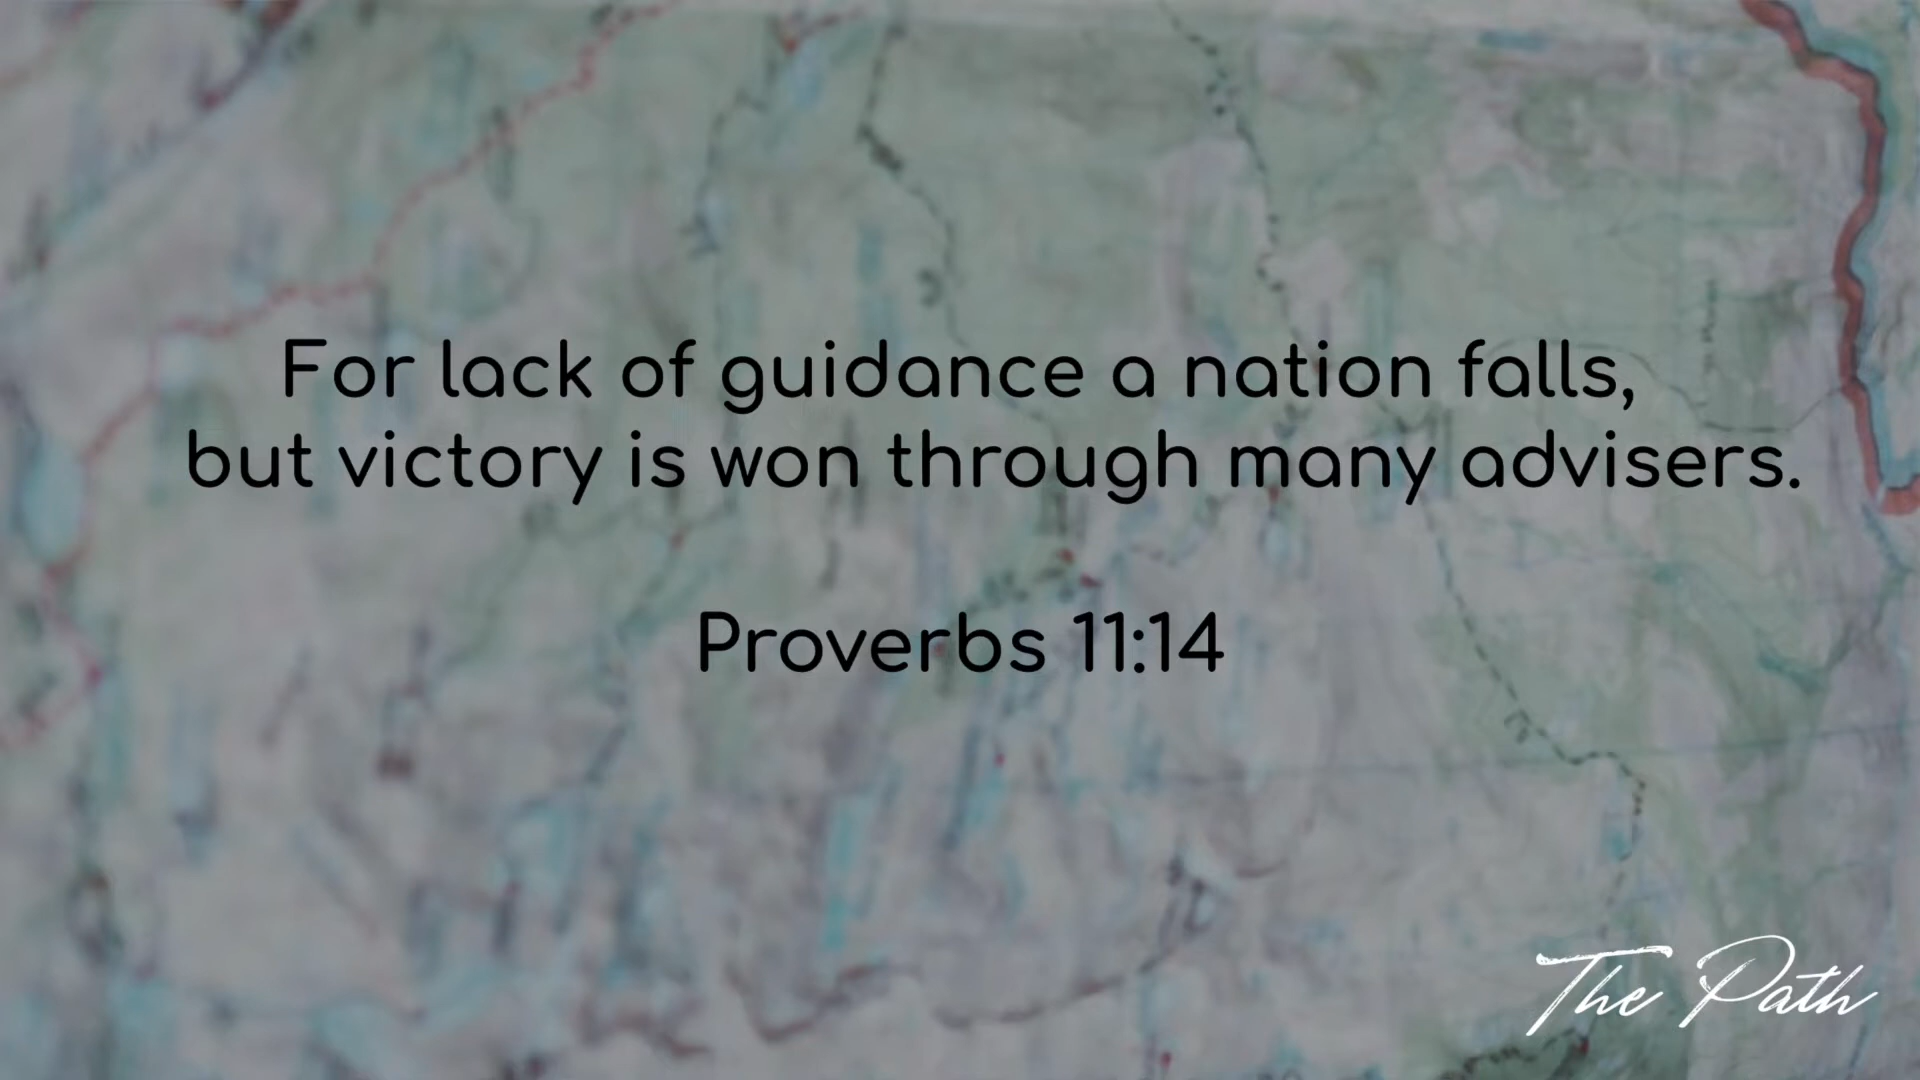 For lack of guidance a nation falls,
but victory is won through many advisers.
Proverbs 11:14
The Path